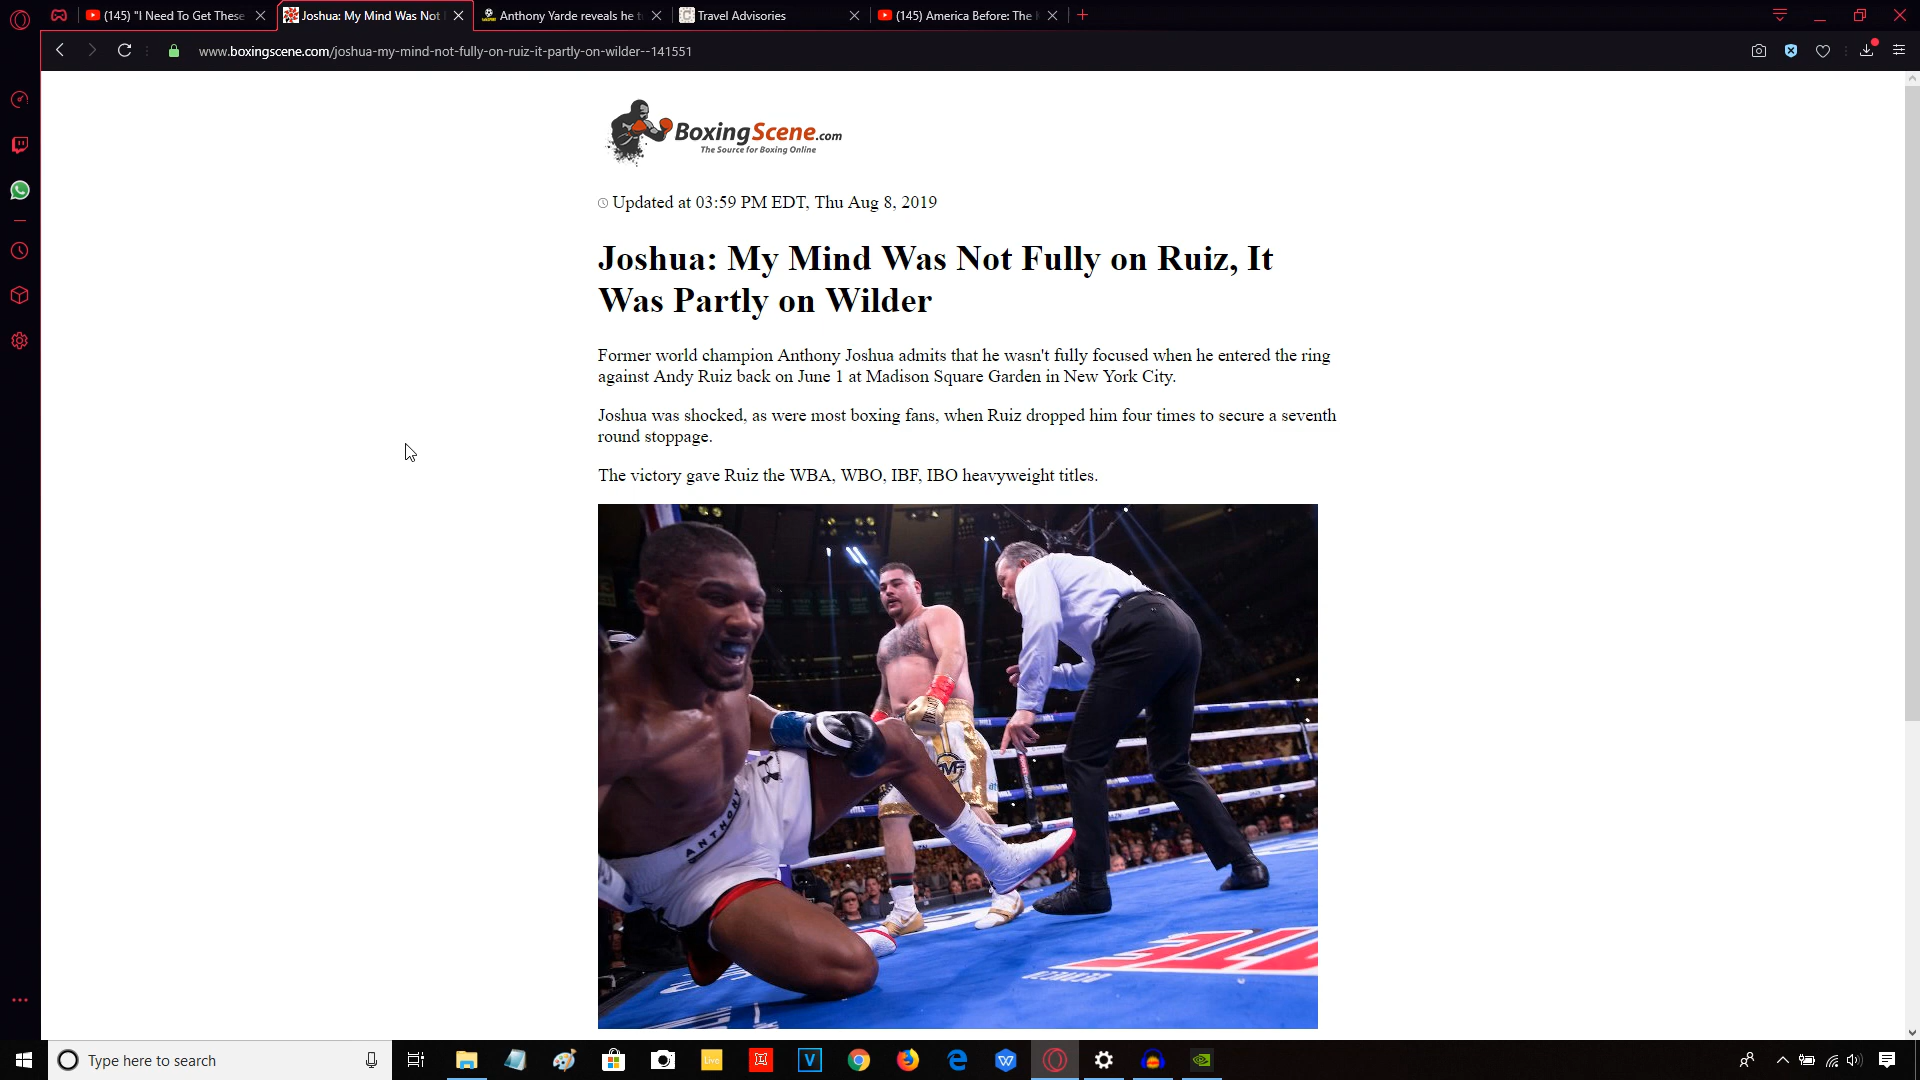 (145) "I Need To Get These
Joshua: My Mind Was Not
Anthony Yarde reveals he t
Travel Advisories
(145) America Before: The
www.boxingscene.com/joshua-my-mind-not-fully-on-ruiz-it-partly-on-wilder--141551
BoxingScene.com
The Source for Boxing Online
Updated at 03:59 PM EDT, Thu Aug 8, 2019
Joshua: My Mind Was Not Fully on Ruiz, It
Was Partly on Wilder
Former world champion Anthony Joshua admits that he wasn't fully focused when he entered the ring
against Andy Ruiz back on June 1 at Madison Square Garden in New York City.
Joshua was shocked, as were most boxing fans, when Ruiz dropped him four times to secure a seventh
round stoppage.
The victory gave Ruiz the WBA, WBO, IBF, IBO heavyweight titles.
ANTHONY
Type here to search
Live
V